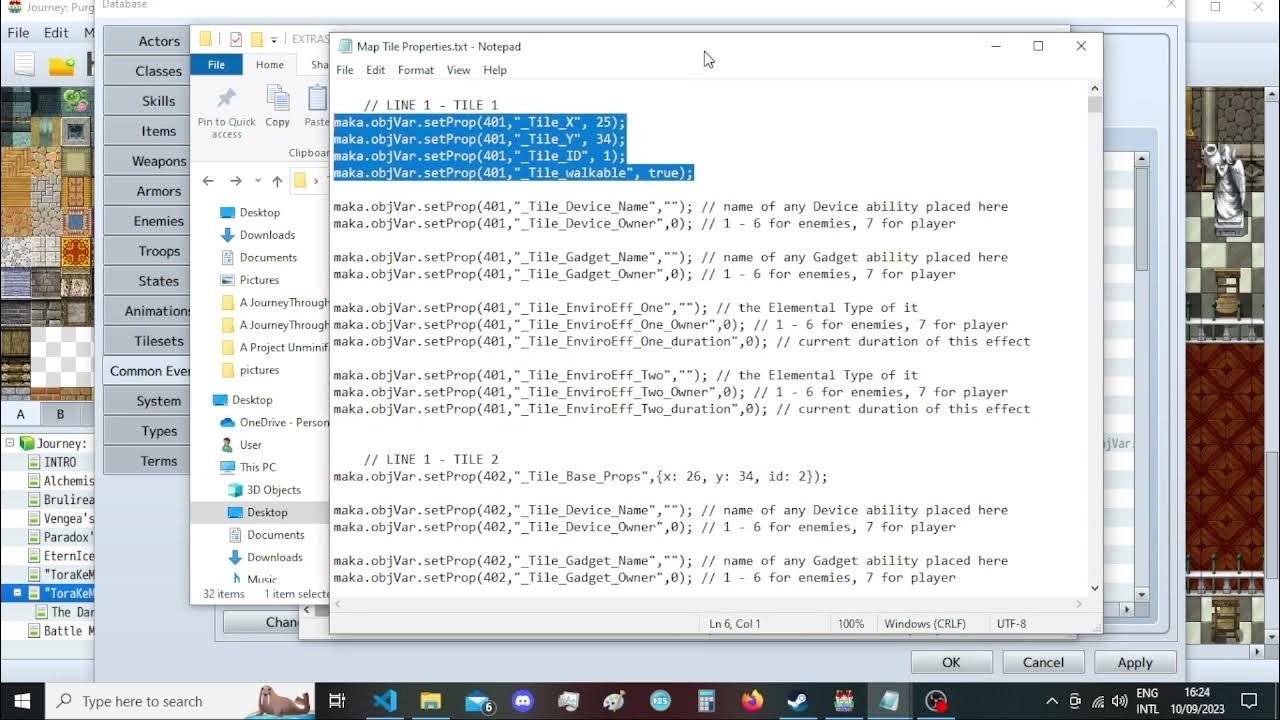 Journey: Purg
Database
File Edit M
Actors
Classes
Skills
Items
Weapons
Armors
Enemies
Troops
States
Animations
Tilesets
Common Eve
System
Types
Terms
A B
Journey:
INTRO
Alchemis
Brulirea
Vengea's
Paradox'
EternIce
"ToraKeM
"ToraKeM
The Dar
Battle M
EXTRAS
File Home Sha
Pin to Quick access
Copy
Paste
Clipboar
Desktop
Downloads
Documents
Pictures
A JourneyThrough
A JourneyThrough
A Project Unminif
pictures
Desktop
OneDrive - Person
User
This PC
3D Objects
Desktop
Documents
Downloads
Music
32 items 1 item selecte
Chan
Map Tile Properties.txt - Notepad
File Edit Format View Help
// LINE 1 - TILE 1
maka.objVar.setProp(401,"_Tile_X", 25);
maka.objVar.setProp(401,"_Tile_Y", 34);
maka.objVar.setProp(401,"_Tile_ID", 1);
maka.objVar.setProp(401,"_Tile_walkable", true);
maka.objVar.setProp(401,"_Tile_Device_Name",""); // name of any Device ability placed here
maka.objVar.setProp(401,"_Tile_Device_Owner",0); // 1 - 6 for enemies, 7 for player
maka.objVar.setProp(401,"_Tile_Gadget_Name",""); // name of any Gadget ability placed here
maka.objVar.setProp(401,"_Tile_Gadget_Owner",0); // 1 - 6 for enemies, 7 for player
maka.objVar.setProp(401,"_Tile_EnviroEff_One",""); // the Elemental Type of it
maka.objVar.setProp(401,"_Tile_EnviroEff_One_Owner",0); // 1 - 6 for enemies, 7 for player
maka.objVar.setProp(401,"_Tile_EnviroEff_One_duration",0); // current duration of this effect
maka.objVar.setProp(401,"_Tile_EnviroEff_Two",""); // the Elemental Type of it
maka.objVar.setProp(401,"_Tile_EnviroEff_Two_Owner",0); // 1 - 6 for enemies, 7 for player
maka.objVar.setProp(401,"_Tile_EnviroEff_Two_duration",0); // current duration of this effect
// LINE 1 - TILE 2
maka.objVar.setProp(402,"_Tile_Base_Props",{x: 26, y: 34, id: 2});
maka.objVar.setProp(402,"_Tile_Device_Name",""); // name of any Device ability placed here
maka.objVar.setProp(402,"_Tile_Device_Owner",0); // 1 - 6 for enemies, 7 for player
maka.objVar.setProp(402,"_Tile_Gadget_Name",""); // name of any Gadget ability placed here
maka.objVar.setProp(402,"_Tile_Gadget_Owner",0); // 1 - 6 for enemies, 7 for player
Ln 6, Col 1 100% Windows (CRLF) UTF-8
OK Cancel Apply
Type here to search
6
ENG
INTL
16:24
10/09/2023